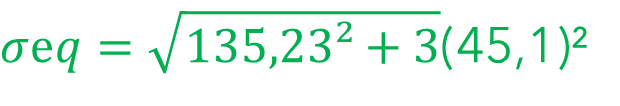 σeq = √135,23² + 3(45,1)²